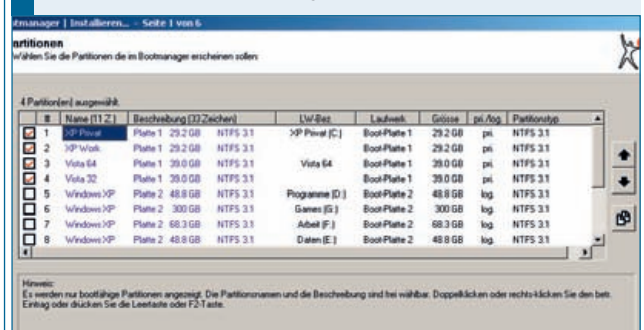 tmanager | Installieren... - Seite 1 von 6
artitionen
Wählen Sie die Partitionen die im Bootmanager erscheinen sollen:
4 Partition(en) ausgewählt.
# Name (11 Z.) Beschreibung (33 Zeichen) LW-Bez. Laufwerk Grösse pri./log. Partitionstyp
1 XP Privat Platte 1 29.2 GB NTFS 3.1 XP Privat (C:) Boot-Platte 1 29.2 GB pri. NTFS 3.1
2 XP Work Platte 1 29.2 GB NTFS 3.1 Boot-Platte 1 29.2 GB pri. NTFS 3.1
3 Vista 64 Platte 1 39.0 GB NTFS 3.1 Vista 64 Boot-Platte 1 39.0 GB pri. NTFS 3.1
4 Vista 32 Platte 1 39.0 GB NTFS 3.1 Boot-Platte 1 39.0 GB pri. NTFS 3.1
5 Windows XP Platte 2 48.8 GB NTFS 3.1 Programme (D:) Boot-Platte 2 48.8 GB log. NTFS 3.1
6 Windows XP Platte 2 300 GB NTFS 3.1 Games (G:) Boot-Platte 2 300 GB log. NTFS 3.1
7 Windows XP Platte 2 68.3 GB NTFS 3.1 Arbeit (F:) Boot-Platte 2 68.3 GB log. NTFS 3.1
8 Windows XP Platte 2 48.8 GB NTFS 3.1 Daten (E:) Boot-Platte 2 48.8 GB log. NTFS 3.1
Hinweis:
Es werden nur bootfähige Partitionen angezeigt. Die Partitionsnamen und die Beschreibung sind frei wählbar. Doppelklicken oder rechts-klicken Sie den betr.
Eintrag oder drücken Sie die Leertaste oder F2-Taste.